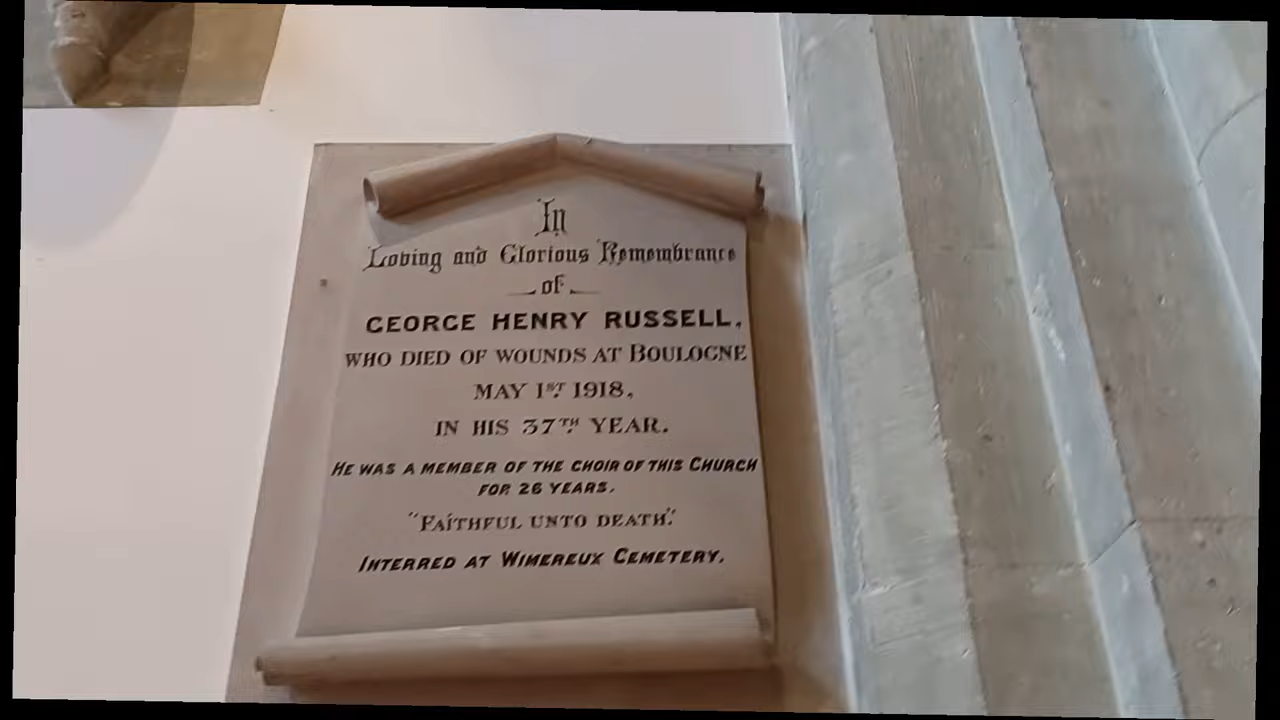 In
Loving and Glorious Remembrance
of
GEORGE HENRY RUSSELL,
WHO DIED OF WOUNDS AT BOULOGNE
MAY 1ST 1918,
IN HIS 37TH YEAR.
HE WAS A MEMBER OF THE CHOIR OF THIS CHURCH
FOR 26 YEARS.
"FAITHFUL UNTO DEATH."
INTERRED AT WIMEREUX CEMETERY.